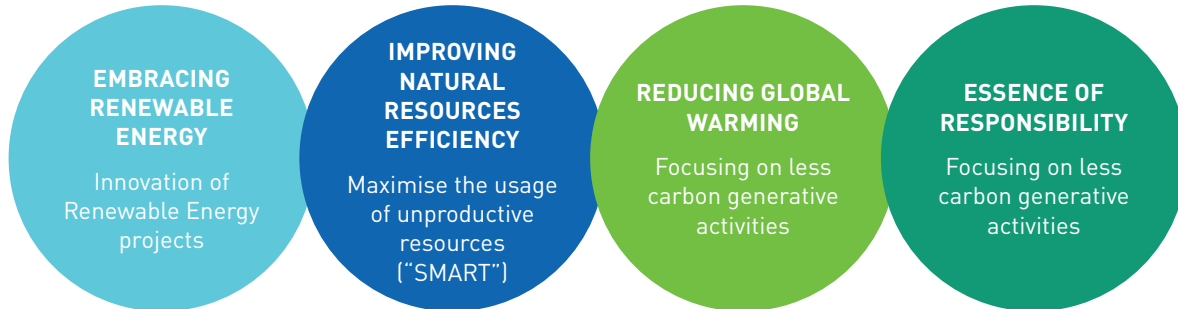 EMBRACING
RENEWABLE
ENERGY
Innovation of
Renewable Energy
projects
IMPROVING
NATURAL
RESOURCES
EFFICIENCY
Maximise the usage
of unproductive
resources
(“SMART”)
REDUCING GLOBAL
WARMING
Focusing on less
carbon generative
activities
ESSENCE OF
RESPONSIBILITY
Focusing on less
carbon generative
activities